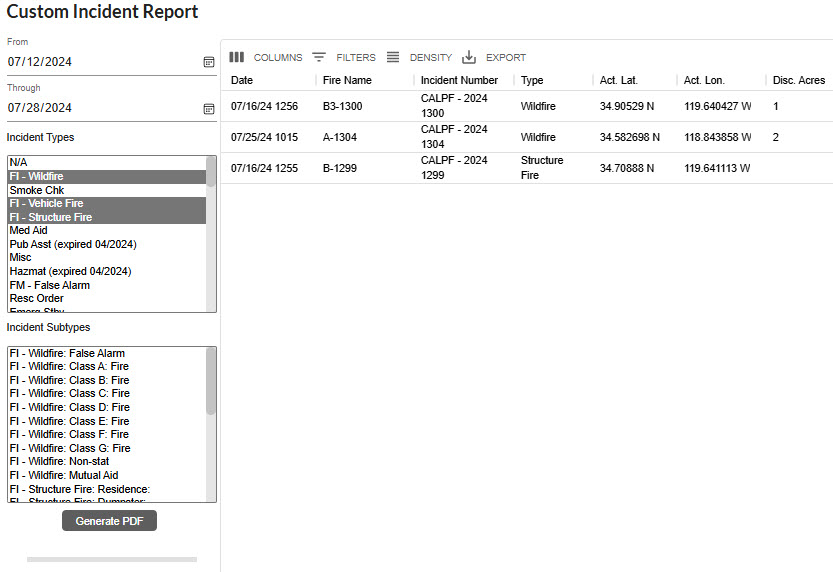 Custom Incident Report
From
07/12/2024
Through
07/28/2024
Incident Types
N/A
FI - Wildfire
Smoke Chk
FI - Vehicle Fire
FI - Structure Fire
Med Aid
Pub Asst (expired 04/2024)
Misc
Hazmat (expired 04/2024)
FM - False Alarm
Resc Order
Emerg Stby
Incident Subtypes
FI - Wildfire: False Alarm
FI - Wildfire: Class A: Fire
FI - Wildfire: Class B: Fire
FI - Wildfire: Class C: Fire
FI - Wildfire: Class D: Fire
FI - Wildfire: Class E: Fire
FI - Wildfire: Class F: Fire
FI - Wildfire: Class G: Fire
FI - Wildfire: Non-stat
FI - Wildfire: Mutual Aid
FI - Structure Fire: Residence:
FI - Structure Fire: Dumpster:
Generate PDF
COLUMNS FILTERS DENSITY EXPORT
Date Fire Name Incident Number Type Act. Lat. Act. Lon. Disc. Acres
07/16/24 1256 B3-1300 CALPF - 2024 1300 Wildfire 34.90529 N 119.640427 W 1
07/25/24 1015 A-1304 CALPF - 2024 1304 Wildfire 34.582698 N 118.843858 W 2
07/16/24 1255 B-1299 CALPF - 2024 1299 Structure Fire 34.70888 N 119.641113 W